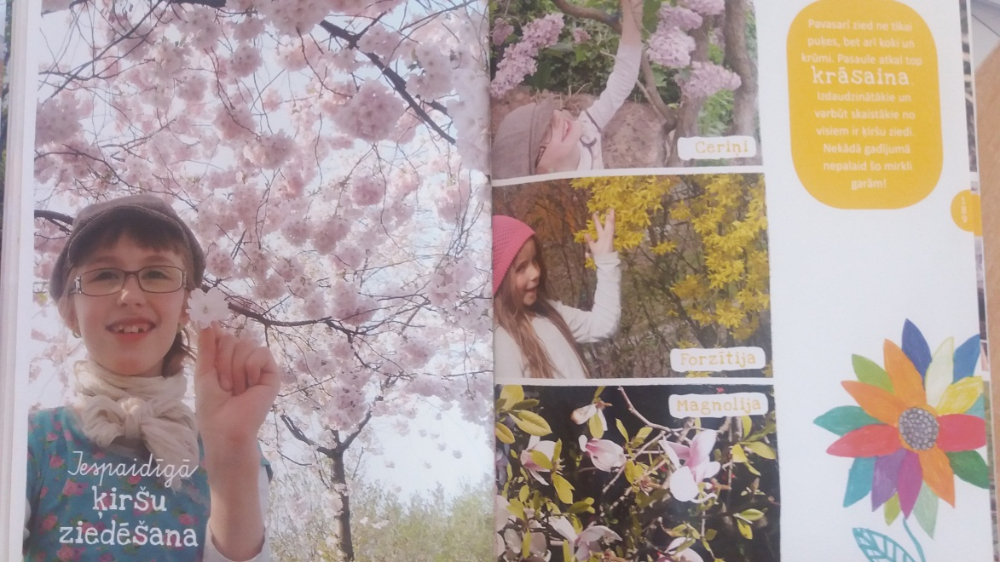 Iespaidīgā
ķiršu
ziedēšana
Ceriņi
Forzītija
Magnolija
Pavasarī zied ne tikai
puķes, bet arī koki un
krūmi. Pasaule atkal top
krāsaina
Izdaudzinātākie un
varbūt skaistākie no
visiem ir ķiršu ziedi.
Nekādā gadījumā
nepalaid šo mirkli
garām!
189